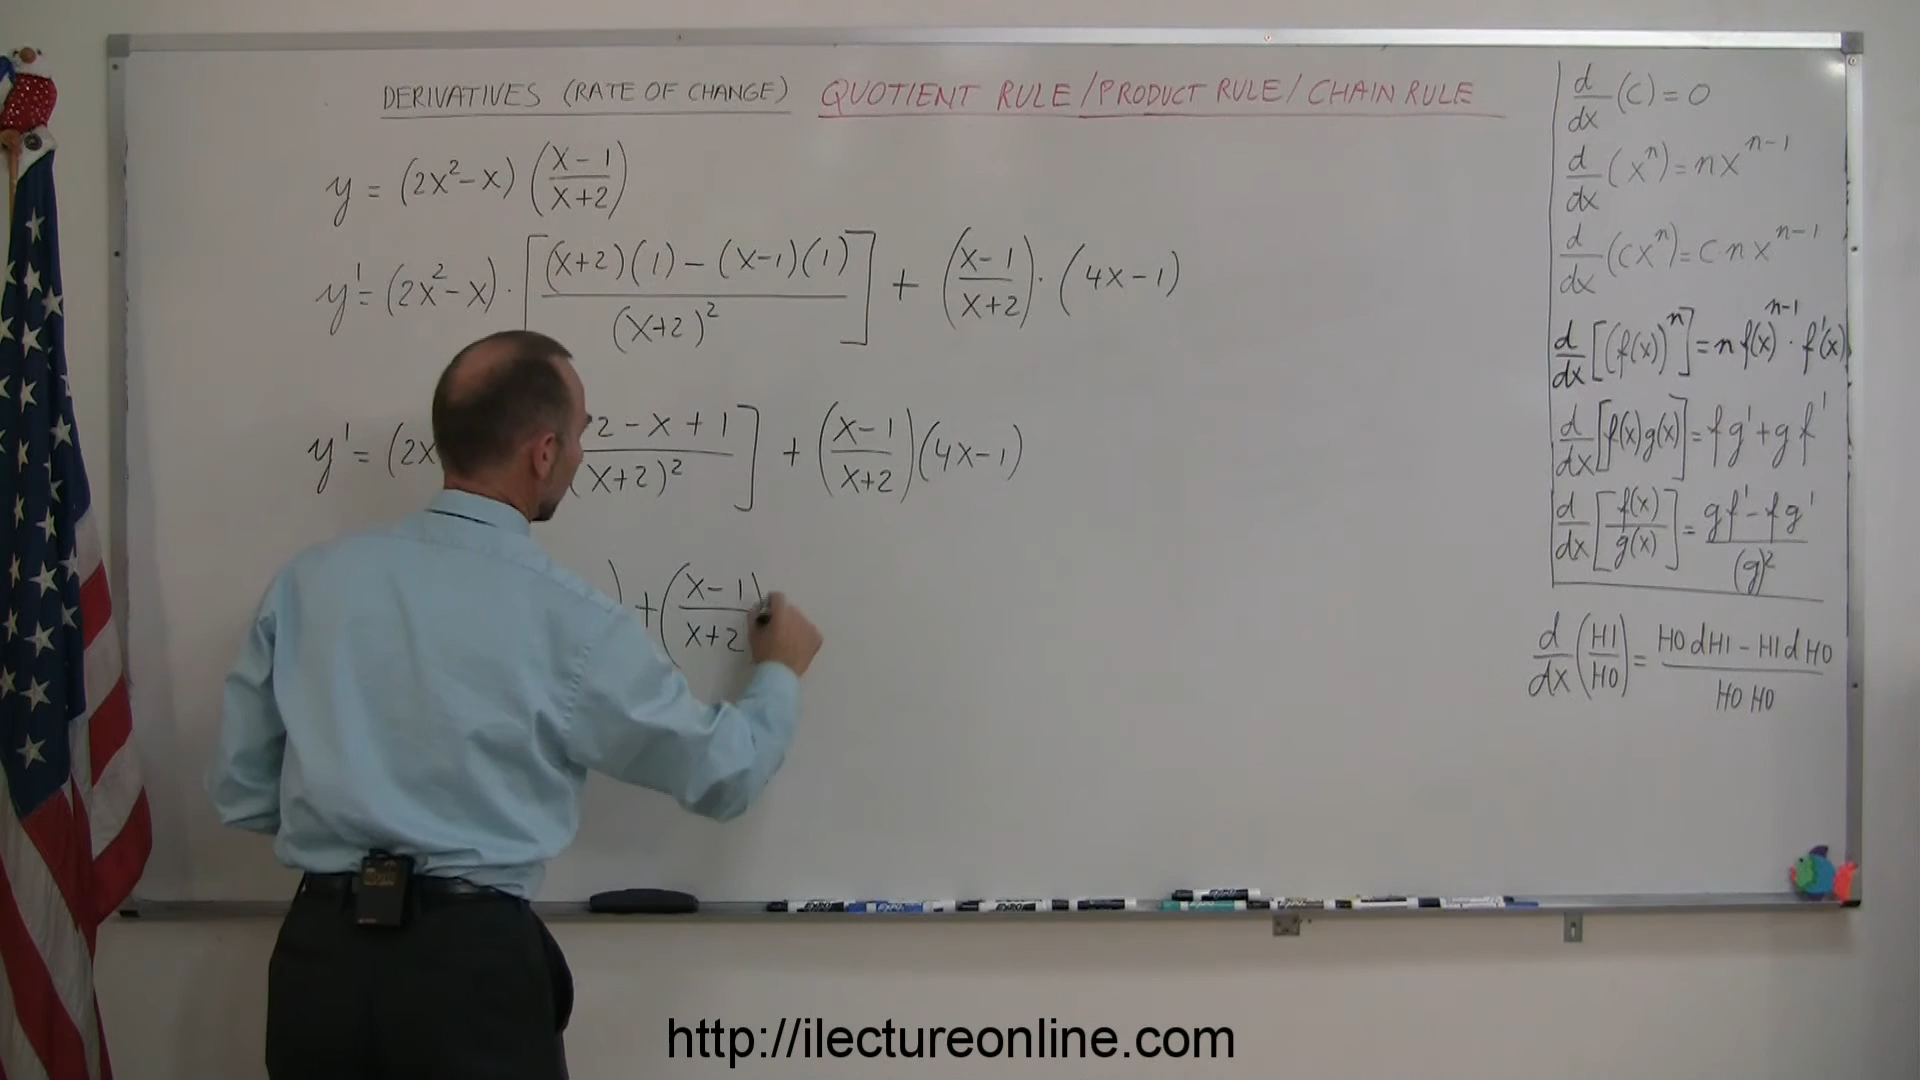 DERIVATIVES (RATE OF CHANGE) QUOTIENT RULE/PRODUCT RULE/CHAIN RULE
y = (2x²-x) (x-1/x+2)
y' = (2x²-x) · [(x+2)(1) - (x-1)(1)/(x+2)²] + (x-1/x+2) · (4x-1)
y' = (2x 2 - x + 1/x+2)²] + (x-1/x+2)(4x-1)
) + (x-1/x+2
d/dx (c) = 0
d/dx (xⁿ) = nxⁿ⁻¹
d/dx (cxⁿ) = c·nxⁿ⁻¹
d/dx [(f(x))ⁿ] = n f(x)ⁿ⁻¹ · f'(x)
d/dx [f(x)g(x)] = fg' + gf'
d/dx [f(x)/g(x)] = gf' - fg'/(g)²
d/dx (HI/HO) = HO dHI - HI dHO/HO HO
EXPO
http://ilectureonline.com